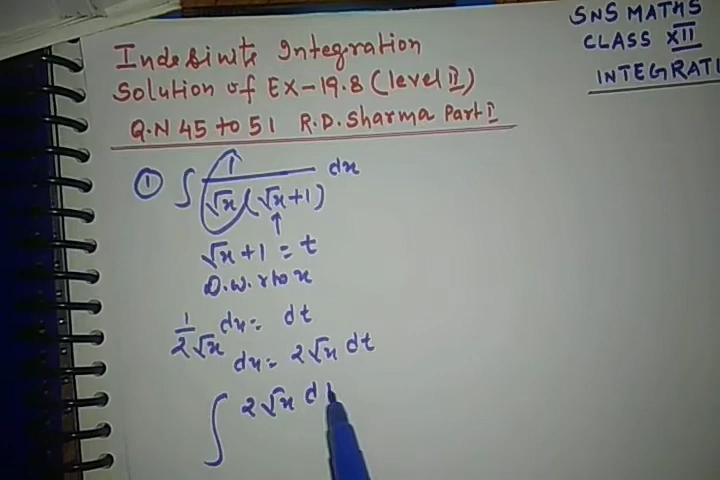 Indefinite Integration
Solution of EX-19.8 (level II)
Q.N 45 to 51 R.D. Sharma Part I
SNS MATHS
CLASS XII
INTEGRATI
① ∫ 1/(√x(√x+1)) dx
↑
√x+1 = t
D.w.r to x
1/2√x dx = dt
dx = 2√x dt
∫ 2√x d